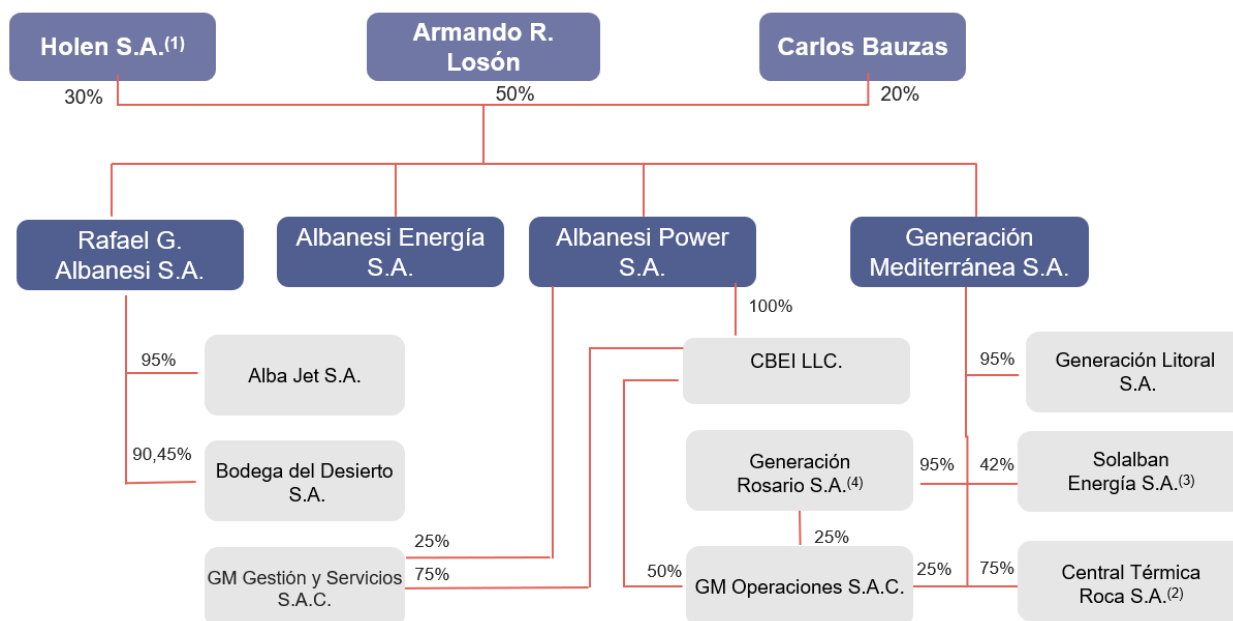 Holen S.A.(1)
Armando R.
Losón
Carlos Bauzas
30%
50%
20%
Rafael G.
Albanesi S.A.
Albanesi Energía
S.A.
Albanesi Power
S.A.
Generación
Mediterránea S.A.
100%
95%
Alba Jet S.A.
CBEI LLC.
95%
Generación Litoral
S.A.
90,45%
Bodega del Desierto
S.A.
Generación
Rosario S.A.(4)
95%
42%
Solalban
Energía S.A.(3)
25%
25%
GM Gestión y Servicios
S.A.C.
75%
50%
GM Operaciones S.A.C.
25%
75%
Central Térmica
Roca S.A.(2)